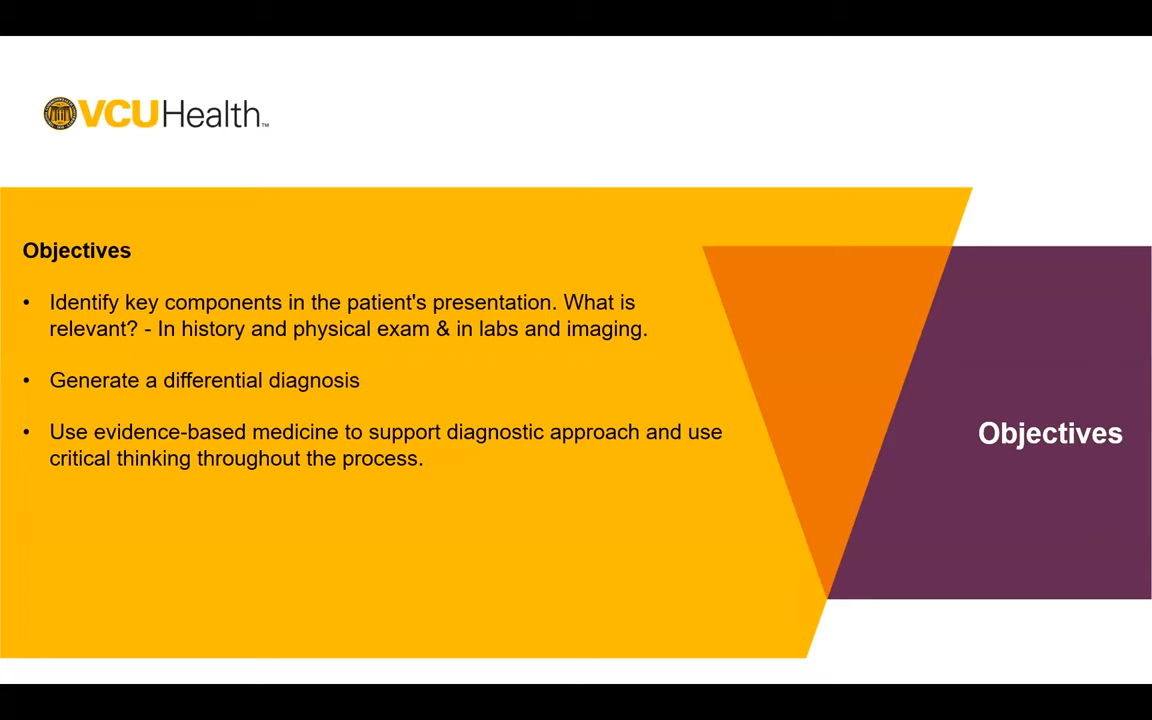 VCUHealth™
Objectives
• Identify key components in the patient's presentation. What is
relevant? - In history and physical exam & in labs and imaging.
• Generate a differential diagnosis
• Use evidence-based medicine to support diagnostic approach and use
critical thinking throughout the process.
Objectives